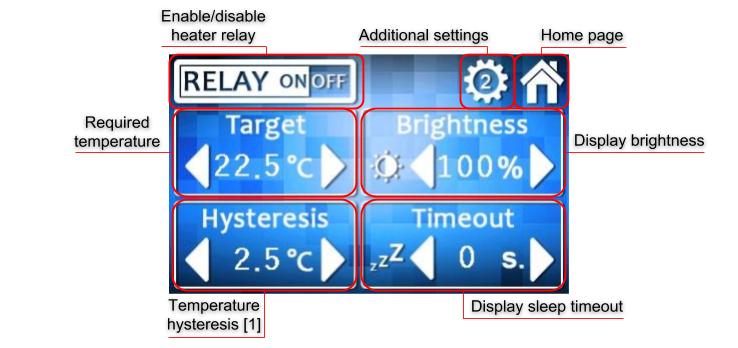 Enable/disable
heater relay
Additional settings
Home page
RELAY ON OFF
2
Required
temperature
Target
22.5°C
Brightness
100%
Display brightness
Hysteresis
2.5°C
Timeout
zzZ 0 s.
Temperature
hysteresis [1]
Display sleep timeout